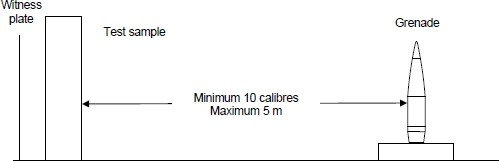 Witness
plate
Test sample
Grenade
Minimum 10 calibres
Maximum 5 m